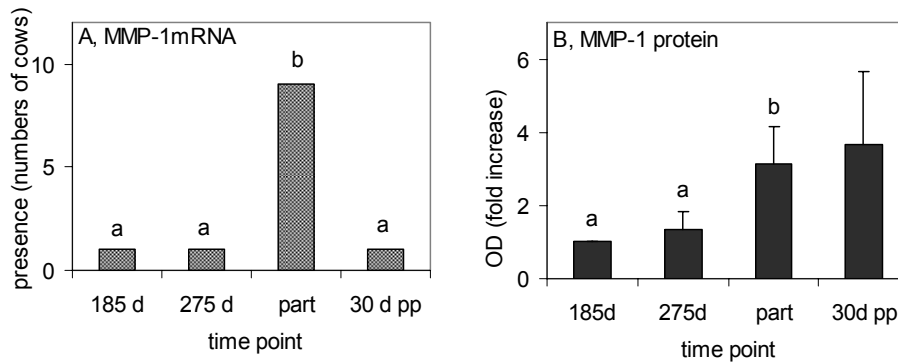 A, MMP-1mRNA
presence (numbers of cows)
10
5
0
a
a
b
a
185 d
275 d
part
30 d pp
time point
B, MMP-1 protein
OD (fold increase)
6
4
2
0
a
a
b
185d
275d
part
30d pp
time point